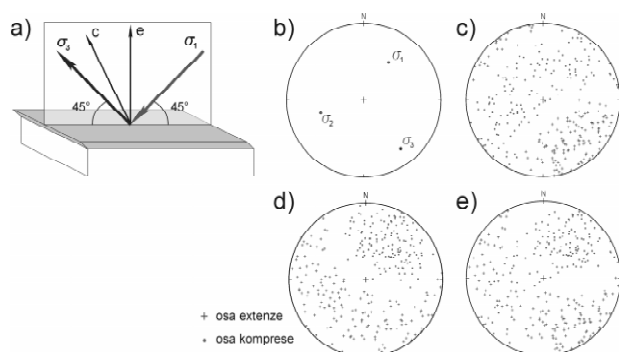 a)
σ₃
c
e
σ₁
45°
45°
b)
N
σ₁
σ₂
σ₃
c)
N
d)
N
e)
N
+ osa extenze
• osa komprese